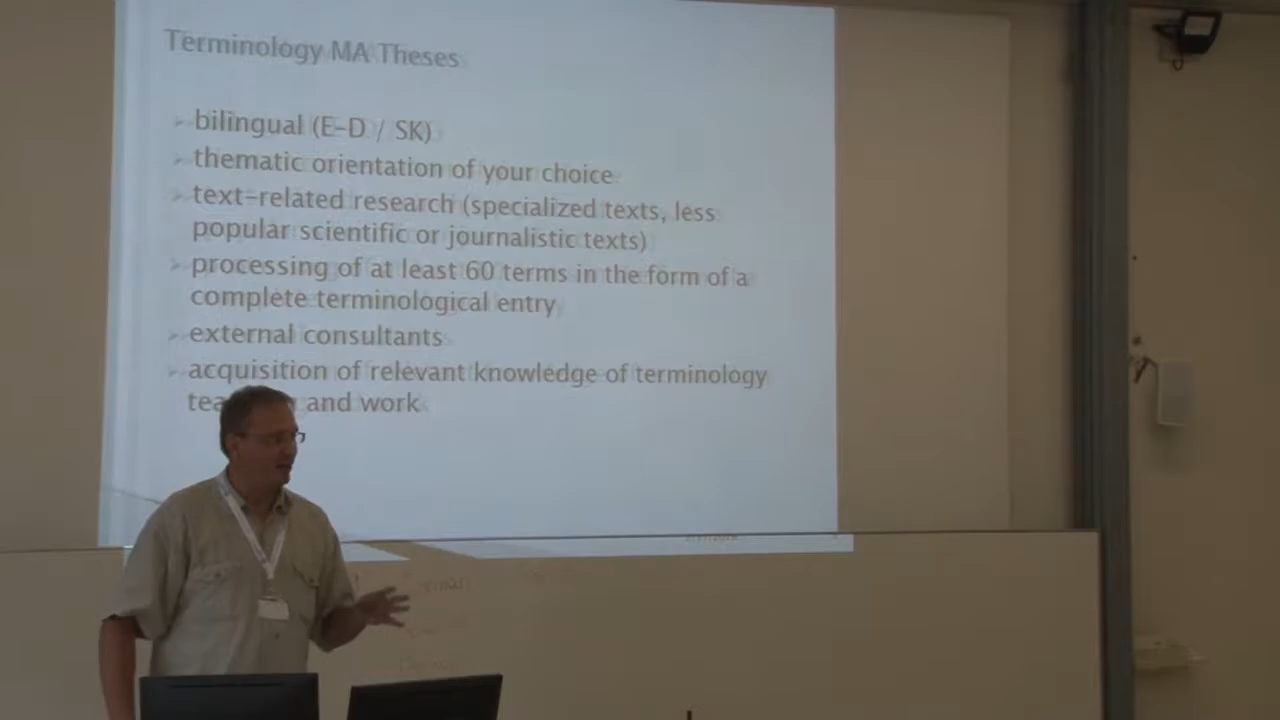 Terminology MA Theses
bilingual (E-D / SK)
thematic orientation of your choice
text-related research (specialized texts, less
popular scientific or journalistic texts)
processing of at least 60 terms in the form of a
complete terminological entry
external consultants
acquisition of relevant knowledge of terminology
and work